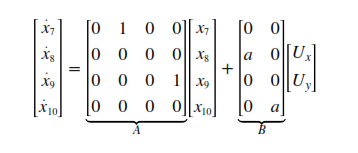 [ẋ₇ ẋ₈ ẋ₉ ẋ₁₀]ᵀ = [0 1 0 0; 0 0 0 0; 0 0 0 1; 0 0 0 0] [x₇ x₈ x₉ x₁₀]ᵀ + [0 0; a 0; 0 0; 0 a] [Uₓ; U_y]
A B